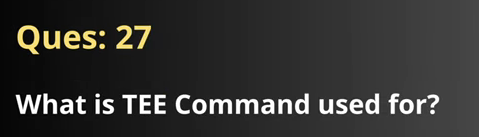 Ques: 27
What is TEE Command used for?